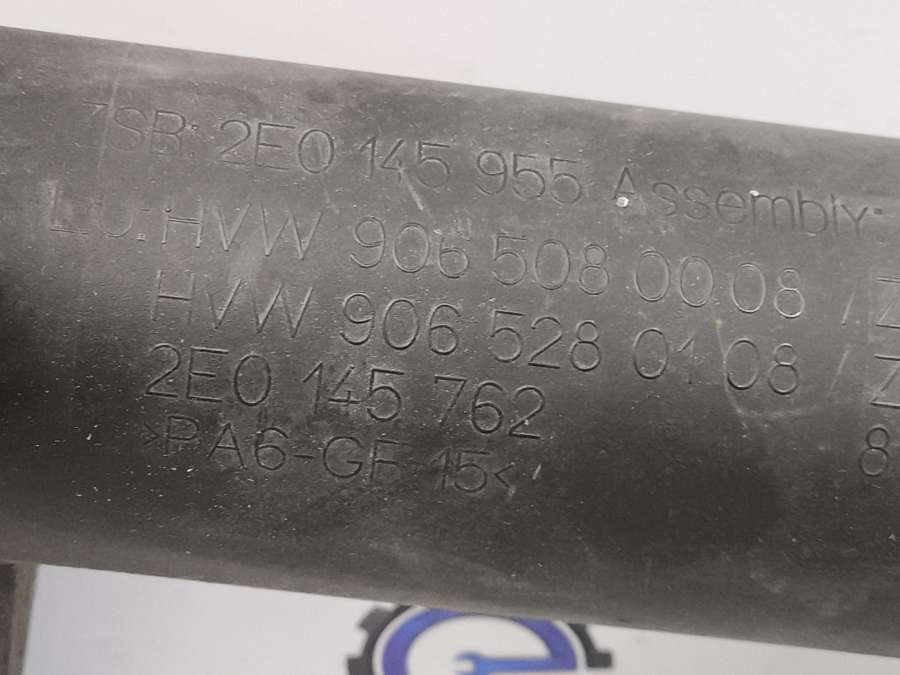 ZSB: 2E0 145 955 Assembly:
LU: HVW 906 508 00 08 / Z
HVW 906 528 01 08 / Z
2E0 145 762
>PA6-GF 15< 8